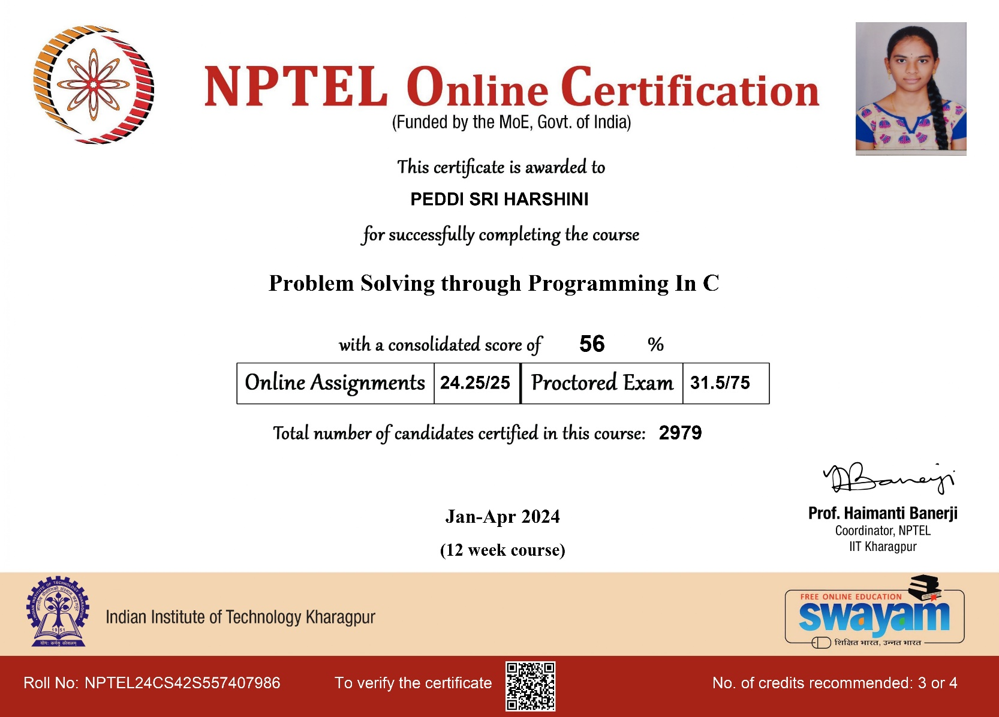 NPTEL Online Certification
(Funded by the MoE, Govt. of India)
This certificate is awarded to
PEDDI SRI HARSHINI
for successfully completing the course
Problem Solving through Programming In C
with a consolidated score of 56 %
Online Assignments 24.25/25 Proctored Exam 31.5/75
Total number of candidates certified in this course: 2979
Jan-Apr 2024
(12 week course)
Prof. Haimanti Banerji
Coordinator, NPTEL
IIT Kharagpur
INDIAN INSTITUTE OF TECHNOLOGY KHARAGPUR
1951
योगः कर्मसु कौशलम्
Indian Institute of Technology Kharagpur
FREE ONLINE EDUCATION
swayam
शिक्षित भारत, उन्नत भारत
Roll No: NPTEL24CS42S557407986
To verify the certificate
No. of credits recommended: 3 or 4